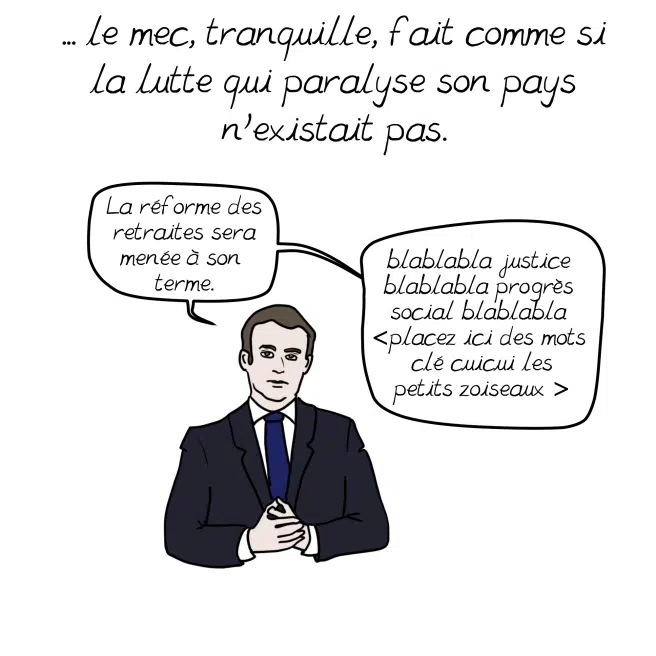 ... le mec, tranquille, fait comme si
la lutte qui paralyse son pays
n'existait pas.
La réforme des
retraites sera
menée à son
terme.
blablabla justice
blablabla progrès
social blablabla
<placez ici des mots
clé cuicui les
petits zoiseaux >